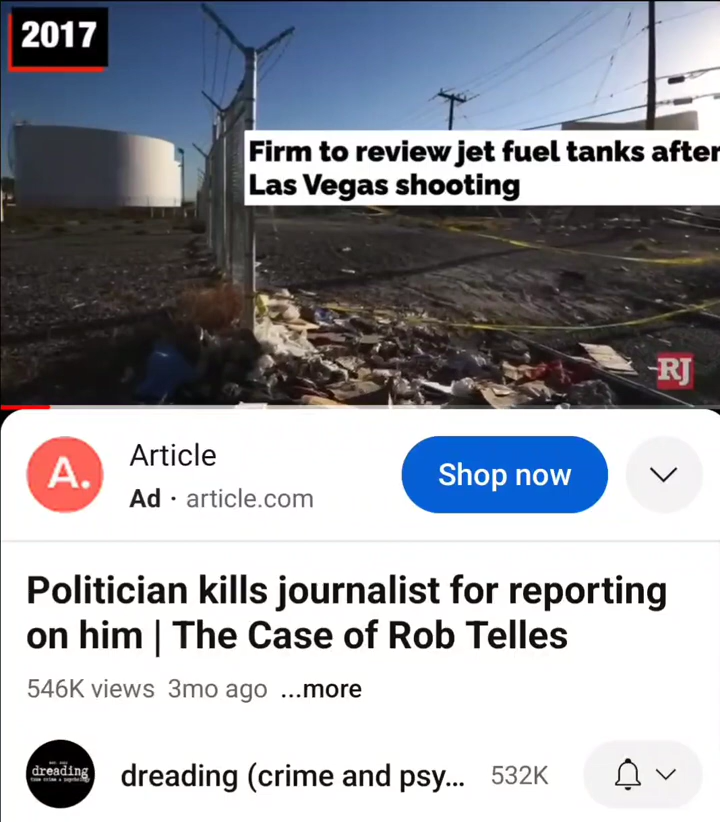 2017
Firm to review jet fuel tanks after
Las Vegas shooting
RJ
A.
Article
Ad · article.com
Shop now
Politician kills journalist for reporting
on him | The Case of Rob Telles
546K views 3mo ago ...more
dreading
dreading (crime and psy... 532K